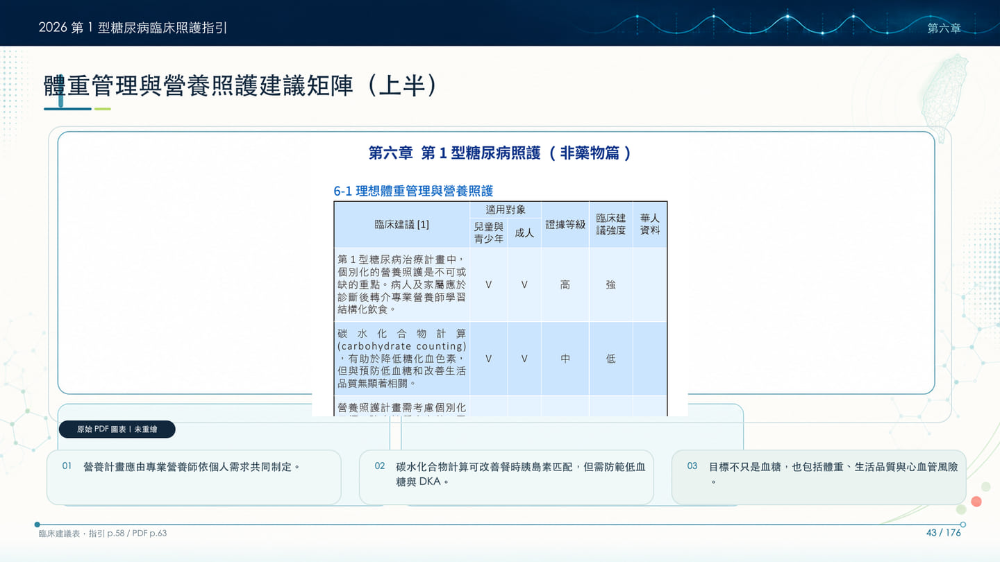 2026 第 1 型糖尿病臨床照護指引
第六章
體重管理與營養照護建議矩陣（上半）
第六章 第 1 型糖尿病照護（非藥物篇）
6-1 理想體重管理與營養照護
臨床建議 [1]
適用對象
兒童與
青少年
成人
證據等級
臨床建
議強度
華人
資料
第 1 型糖尿病治療計畫中，
個別化的營養照護是不可或
缺的重點。病人及家屬應於
診斷後轉介專業營養師學習
結構化飲食。
V
V
高
強
碳水化合物計算
(carbohydrate counting)
，有助於降低糖化血色素，
但與預防低血糖和改善生活
品質無顯著相關。
V
V
中
低
營養照護計畫需考慮個別化
原始 PDF 圖表｜未重繪
01 營養計畫應由專業營養師依個人需求共同制定。
02 碳水化合物計算可改善餐時胰島素匹配，但需防範低血
糖與 DKA。
03 目標不只是血糖，也包括體重、生活品質與心血管風險
。
臨床建議表，指引 p.58 / PDF p.63
43 / 176